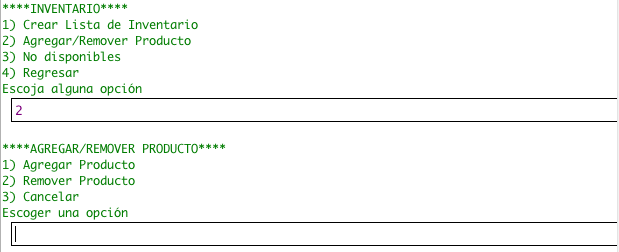 ****INVENTARIO****
1) Crear Lista de Inventario
2) Agregar/Remover Producto
3) No disponibles
4) Regresar
Escoja alguna opción
2
****AGREGAR/REMOVER PRODUCTO****
1) Agregar Producto
2) Remover Producto
3) Cancelar
Escoger una opción